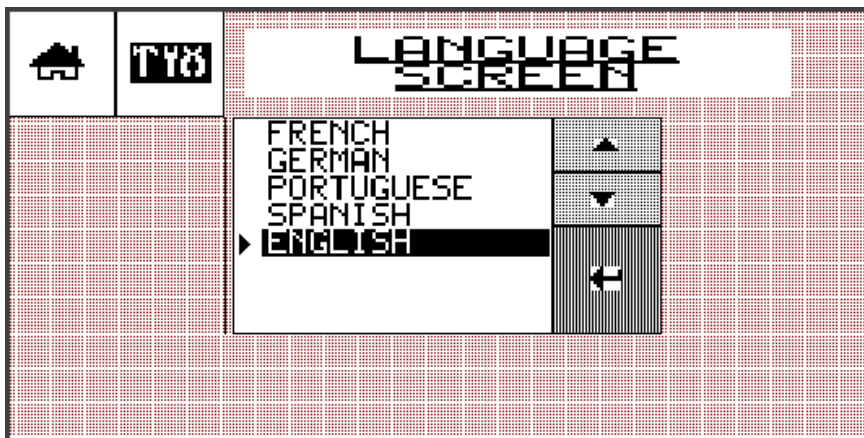 LANGUAGE
SCREEN
FRENCH
GERMAN
PORTUGUESE
SPANISH
ENGLISH